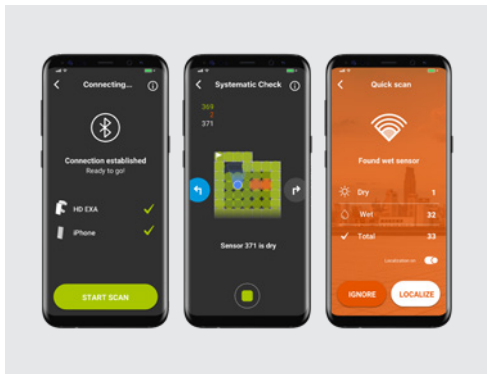 Connecting...
Connection established
Ready to go!
HD EXA
iPhone
START SCAN
Systematic Check
369
2
371
Sensor 371 is dry
Quick scan
Found wet sensor
Dry 1
Wet 32
Total 33
Localization on
IGNORE
LOCALIZE